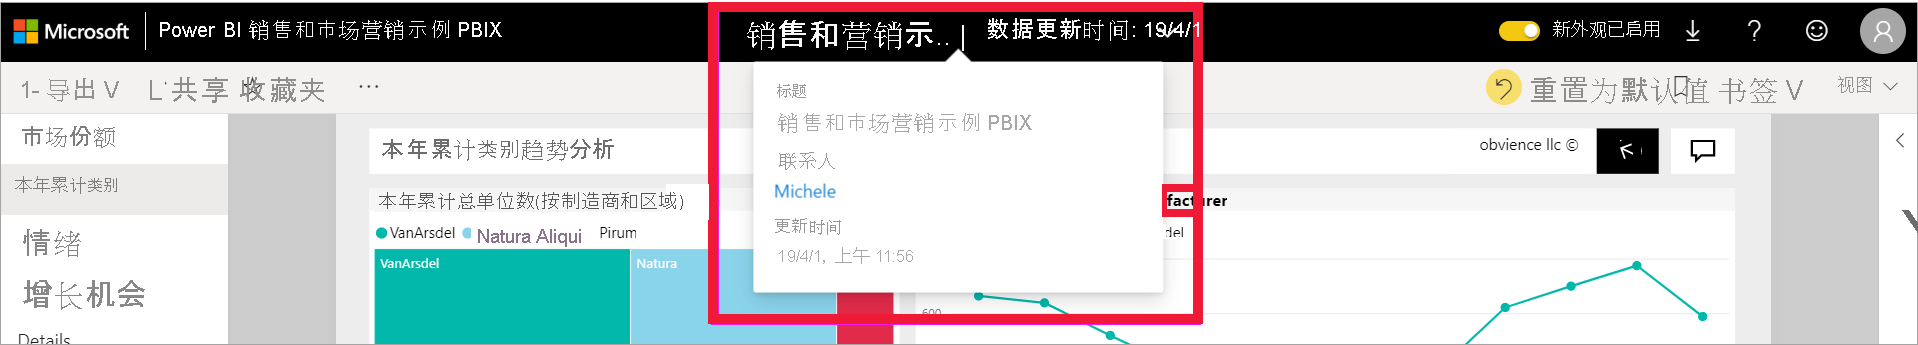 Microsoft
Power BI 销售和市场营销示例 PBIX
销售和营销示.. |
数据更新时间: 19/4/1
新外观已启用
?
1- 导出 V
L' 共享 收藏夹
...
重置为默认值 书签 V
视图
市场份额
本年累计类别
情绪
增长机会
Details
本年累计类别趋势分析
标题
销售和市场营销示例 PBIX
联系人
Michele
更新时间
19/4/1, 上午 11:56
obvience llc ©
本年累计总单位数(按制造商和区域)
facturer
VanArsdel
Natura Aliqui
Pirum
del
VanArsdel
Natura
600